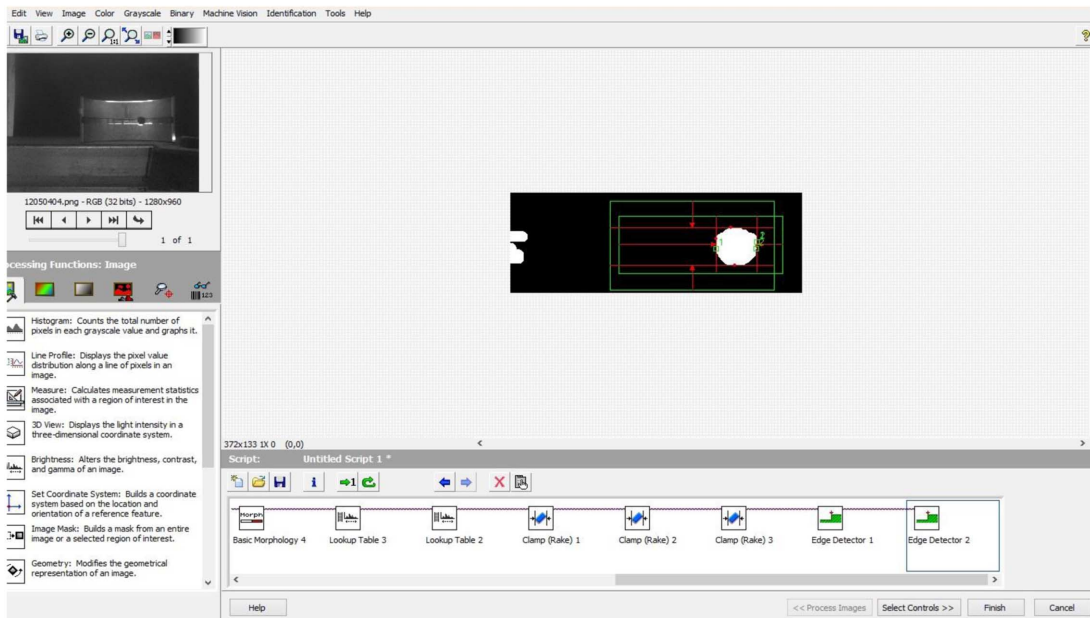 Edit View Image Color Grayscale Binary Machine Vision Identification Tools Help
1:1
12050404.png - RGB (32 bits) - 1280x960
1 of 1
ocessing Functions: Image
123
Histogram: Counts the total number of
pixels in each grayscale value and graphs it.
Line Profile: Displays the pixel value
distribution along a line of pixels in an
image.
Measure: Calculates measurement statistics
associated with a region of interest in the
image.
3D View: Displays the light intensity in a
three-dimensional coordinate system.
Brightness: Alters the brightness, contrast,
and gamma of an image.
Set Coordinate System: Builds a coordinate
system based on the location and
orientation of a reference feature.
Image Mask: Builds a mask from an entire
image or a selected region of interest.
Geometry: Modifies the geometrical
representation of an image.
372x133 1X 0 (0,0)
Script: Untitled Script 1 *
1
Morph
Basic Morphology 4
Lookup Table 3
Lookup Table 2
Clamp (Rake) 1
Clamp (Rake) 2
Clamp (Rake) 3
Edge Detector 1
Edge Detector 2
Help
<< Process Images
Select Controls >>
Finish
Cancel